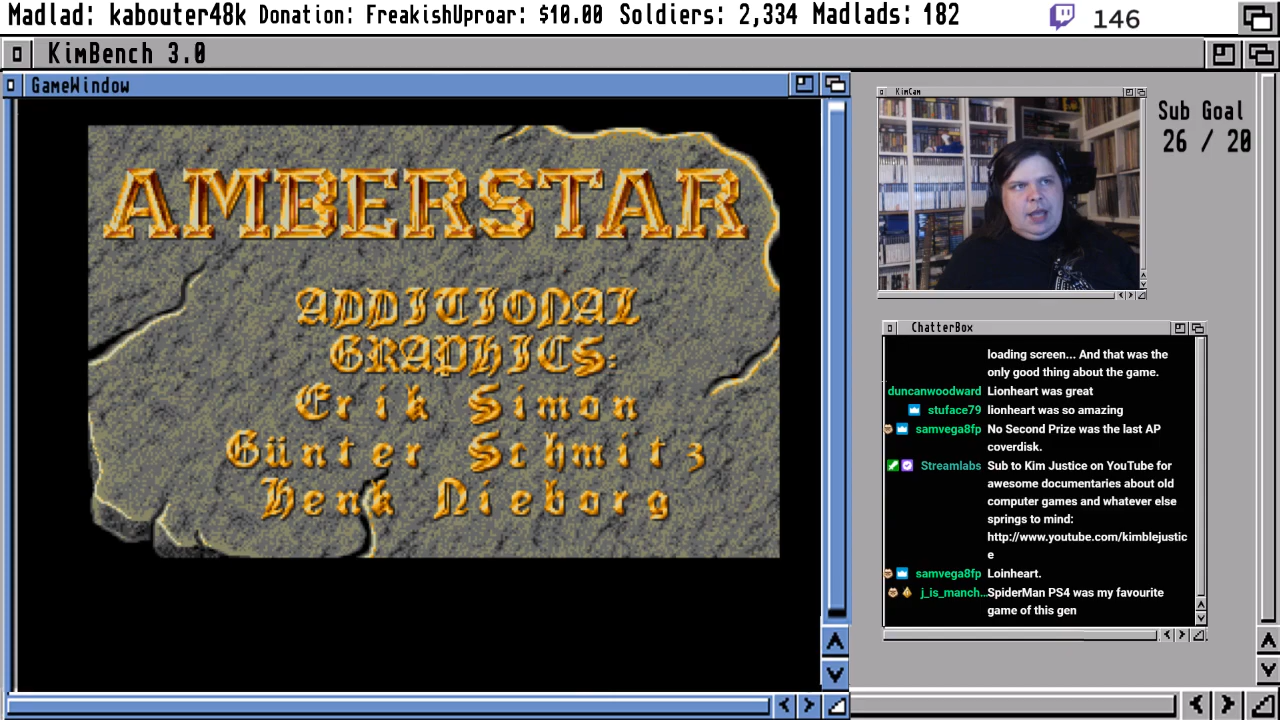 Madlad: kabouter48k Donation: FreakishUproar: $10.00 Soldiers: 2,334 Madlads: 182
146
KimBench 3.0
GameWindow
AMBERSTAR
ADDITIONAL
GRAPHICS:
Erik Simon
Günter Schmitz
Henk Nieborg
KimCam
Sub Goal
26 / 20
ChatterBox
loading screen... And that was the
only good thing about the game.
duncanwoodward Lionheart was great
stuface79 lionheart was so amazing
samvega8fp No Second Prize was the last AP
coverdisk.
Streamlabs Sub to Kim Justice on YouTube for
awesome documentaries about old
computer games and whatever else
springs to mind:
http://www.youtube.com/kimblejustic
e
samvega8fp Loinheart.
j_is_manch... SpiderMan PS4 was my favourite
game of this gen